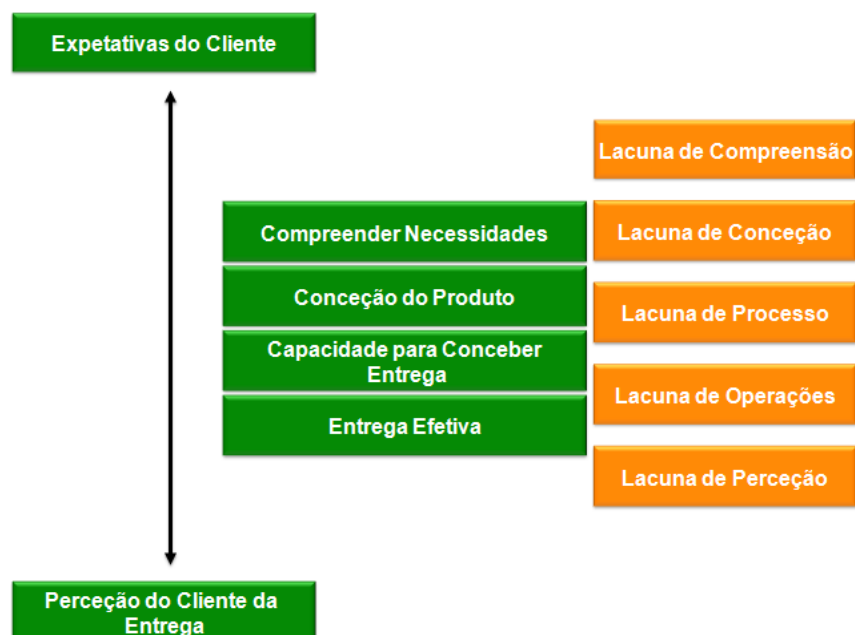 Expetativas do Cliente
Lacuna de Compreensão
Compreender Necessidades
Lacuna de Conceção
Conceção do Produto
Lacuna de Processo
Capacidade para Conceber
Entrega
Lacuna de Operações
Entrega Efetiva
Lacuna de Perceção
Perceção do Cliente da
Entrega